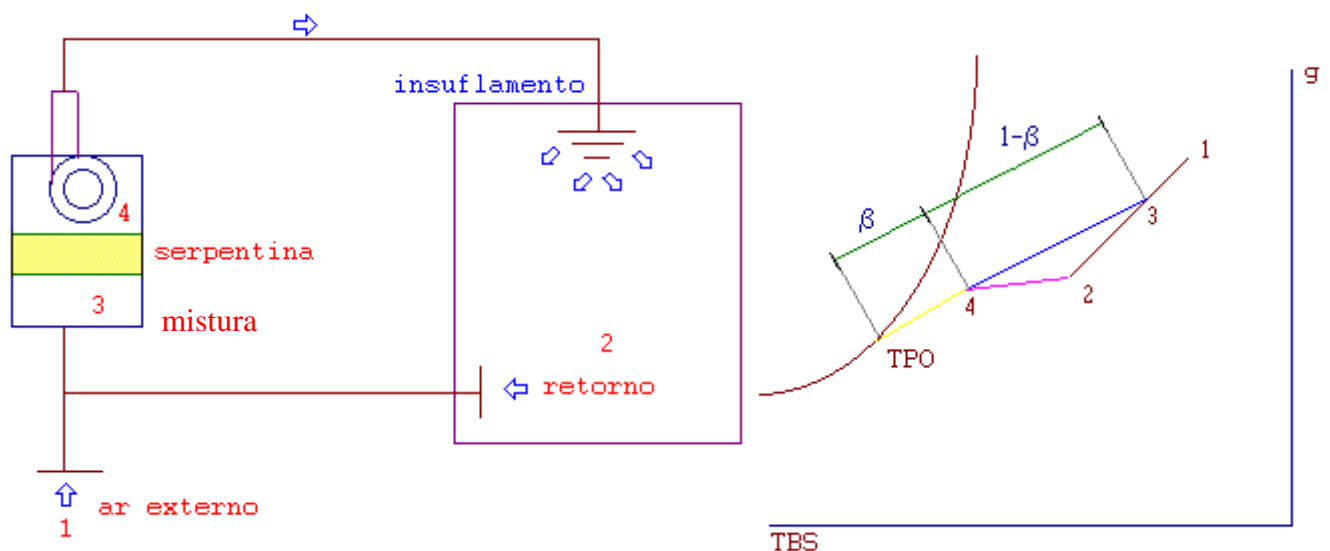 insuflamento
4
serpentina
3
mistura
2
retorno
ar externo
1
g
1-β
1
β
3
4
2
TPO
TBS